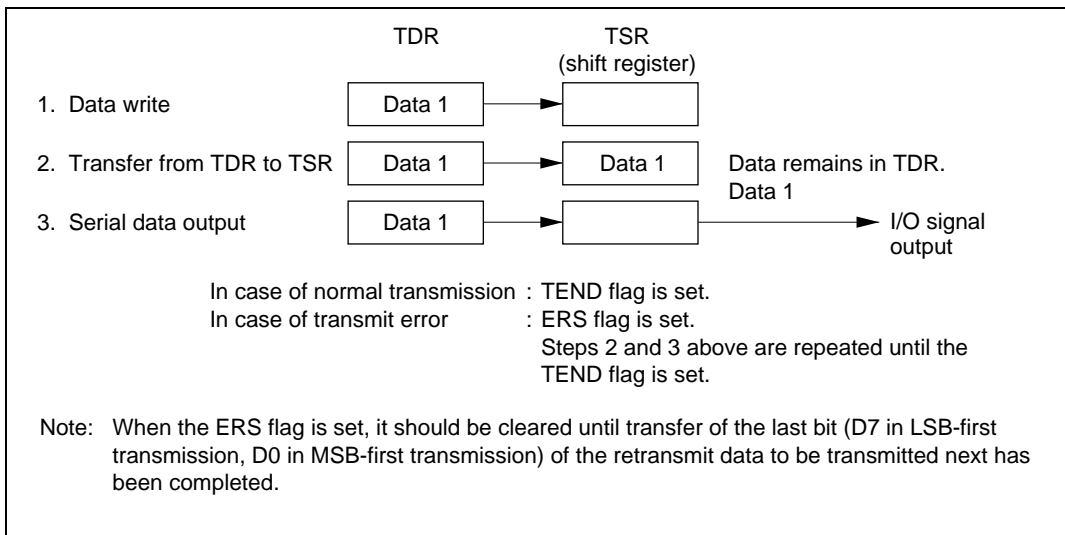 TDR TSR
(shift register)
1. Data write Data 1
2. Transfer from TDR to TSR Data 1 Data 1 Data remains in TDR.
Data 1
3. Serial data output Data 1 I/O signal
output
In case of normal transmission : TEND flag is set.
In case of transmit error : ERS flag is set.
Steps 2 and 3 above are repeated until the
TEND flag is set.
Note: When the ERS flag is set, it should be cleared until transfer of the last bit (D7 in LSB-first
transmission, D0 in MSB-first transmission) of the retransmit data to be transmitted next has
been completed.